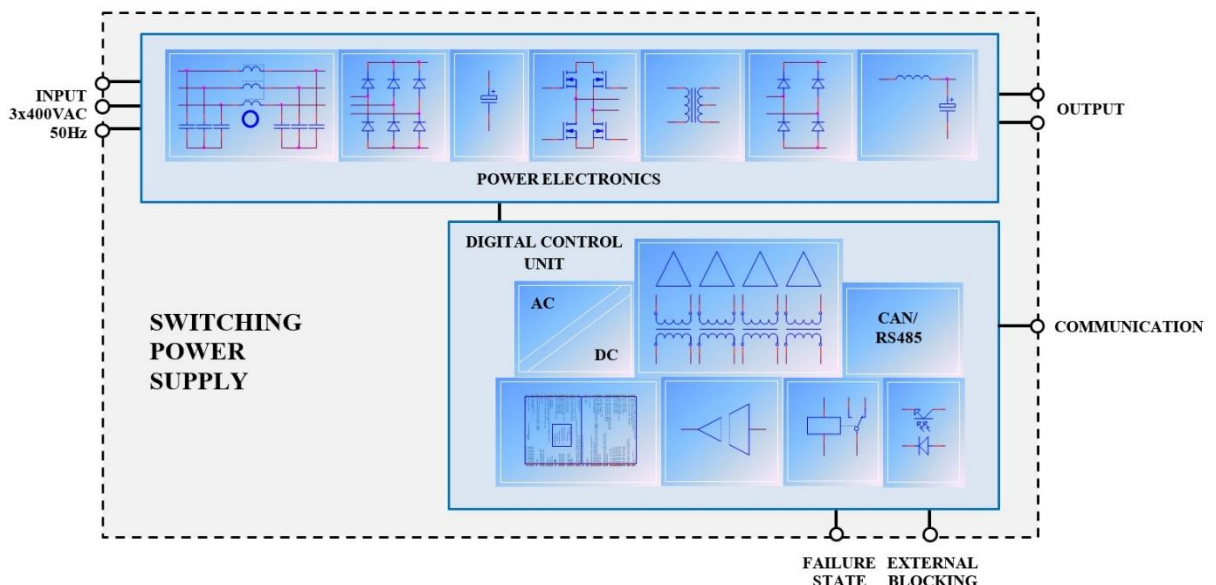 INPUT
3x400VAC
50Hz
OUTPUT
POWER ELECTRONICS
DIGITAL CONTROL
UNIT
AC
DC
CAN/
RS485
SWITCHING
POWER
SUPPLY
COMMUNICATION
FAILURE
STATE
EXTERNAL
BLOCKING